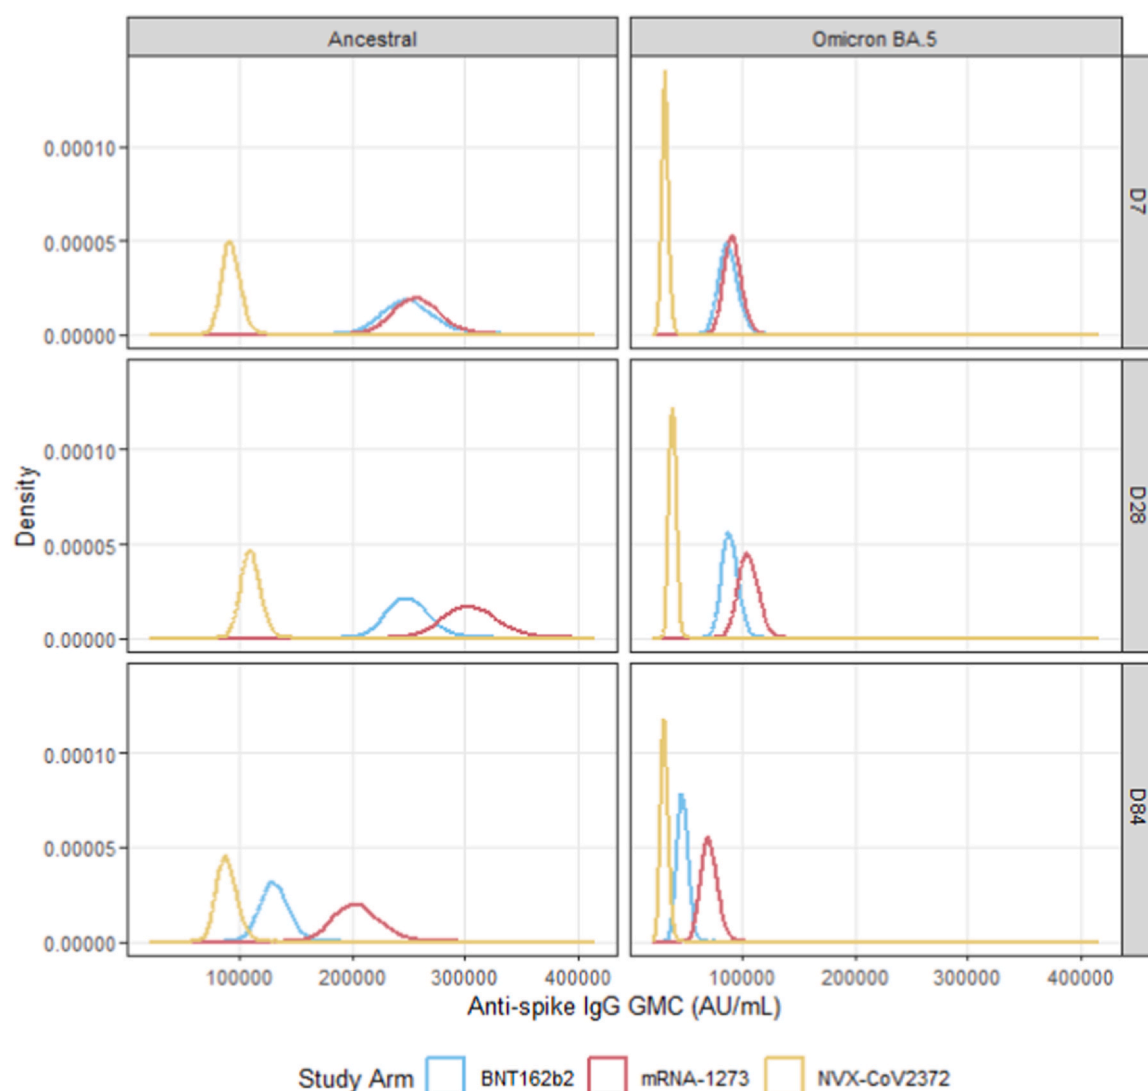 Ancestral
Omicron BA.5
0.00010
0.00005
0.00000
D7
0.00010
0.00005
0.00000
D28
0.00010
0.00005
0.00000
D84
Density
100000 200000 300000 400000 100000 200000 300000 400000
Anti-spike IgG GMC (AU/mL)
Study Arm BNT162b2 mRNA-1273 NVX-CoV2372